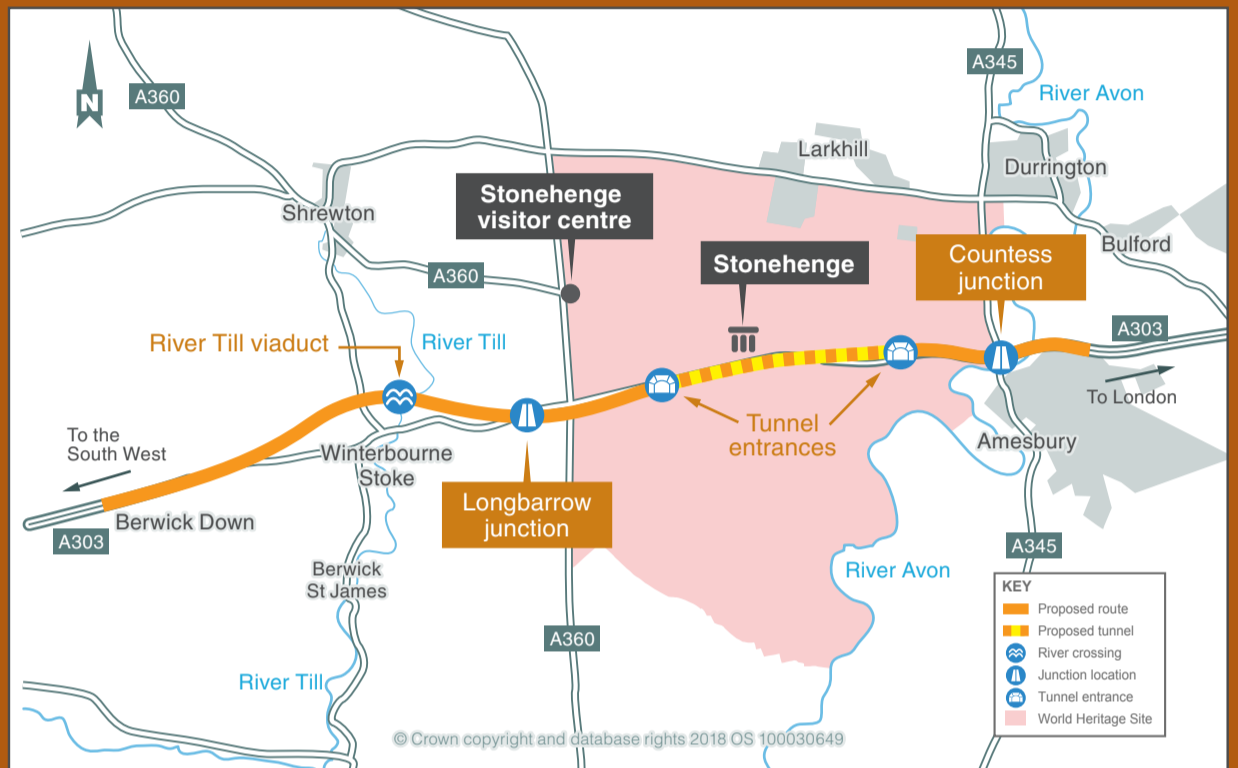 A345
River Avon
A360
N
Larkhill
Durrington
Stonehenge
visitor centre
Shrewton
Bulford
Stonehenge
Countess
junction
A360
A303
River Till viaduct
River Till
To London
Tunnel
entrances
To the
South West
Winterbourne
Stoke
Amesbury
Longbarrow
junction
Berwick Down
A303
A345
Berwick
St James
River Avon
KEY
Proposed route
Proposed tunnel
River crossing
Junction location
Tunnel entrance
World Heritage Site
A360
River Till
© Crown copyright and database rights 2018 OS 100030649